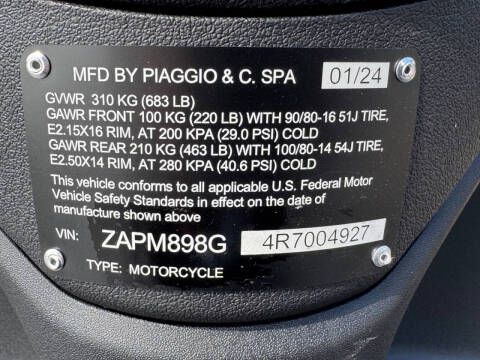 MFD BY PIAGGIO & C. SPA 01/24
GVWR 310 KG (683 LB)
GAWR FRONT 100 KG (220 LB) WITH 90/80-16 51J TIRE,
E2.15X16 RIM, AT 200 KPA (29.0 PSI) COLD
GAWR REAR 210 KG (463 LB) WITH 100/80-14 54J TIRE,
E2.50X14 RIM, AT 280 KPA (40.6 PSI) COLD
This vehicle conforms to all applicable U.S. Federal Motor
Vehicle Safety Standards in effect on the date of
manufacture shown above
VIN: ZAPM898G 4R7004927
TYPE: MOTORCYCLE